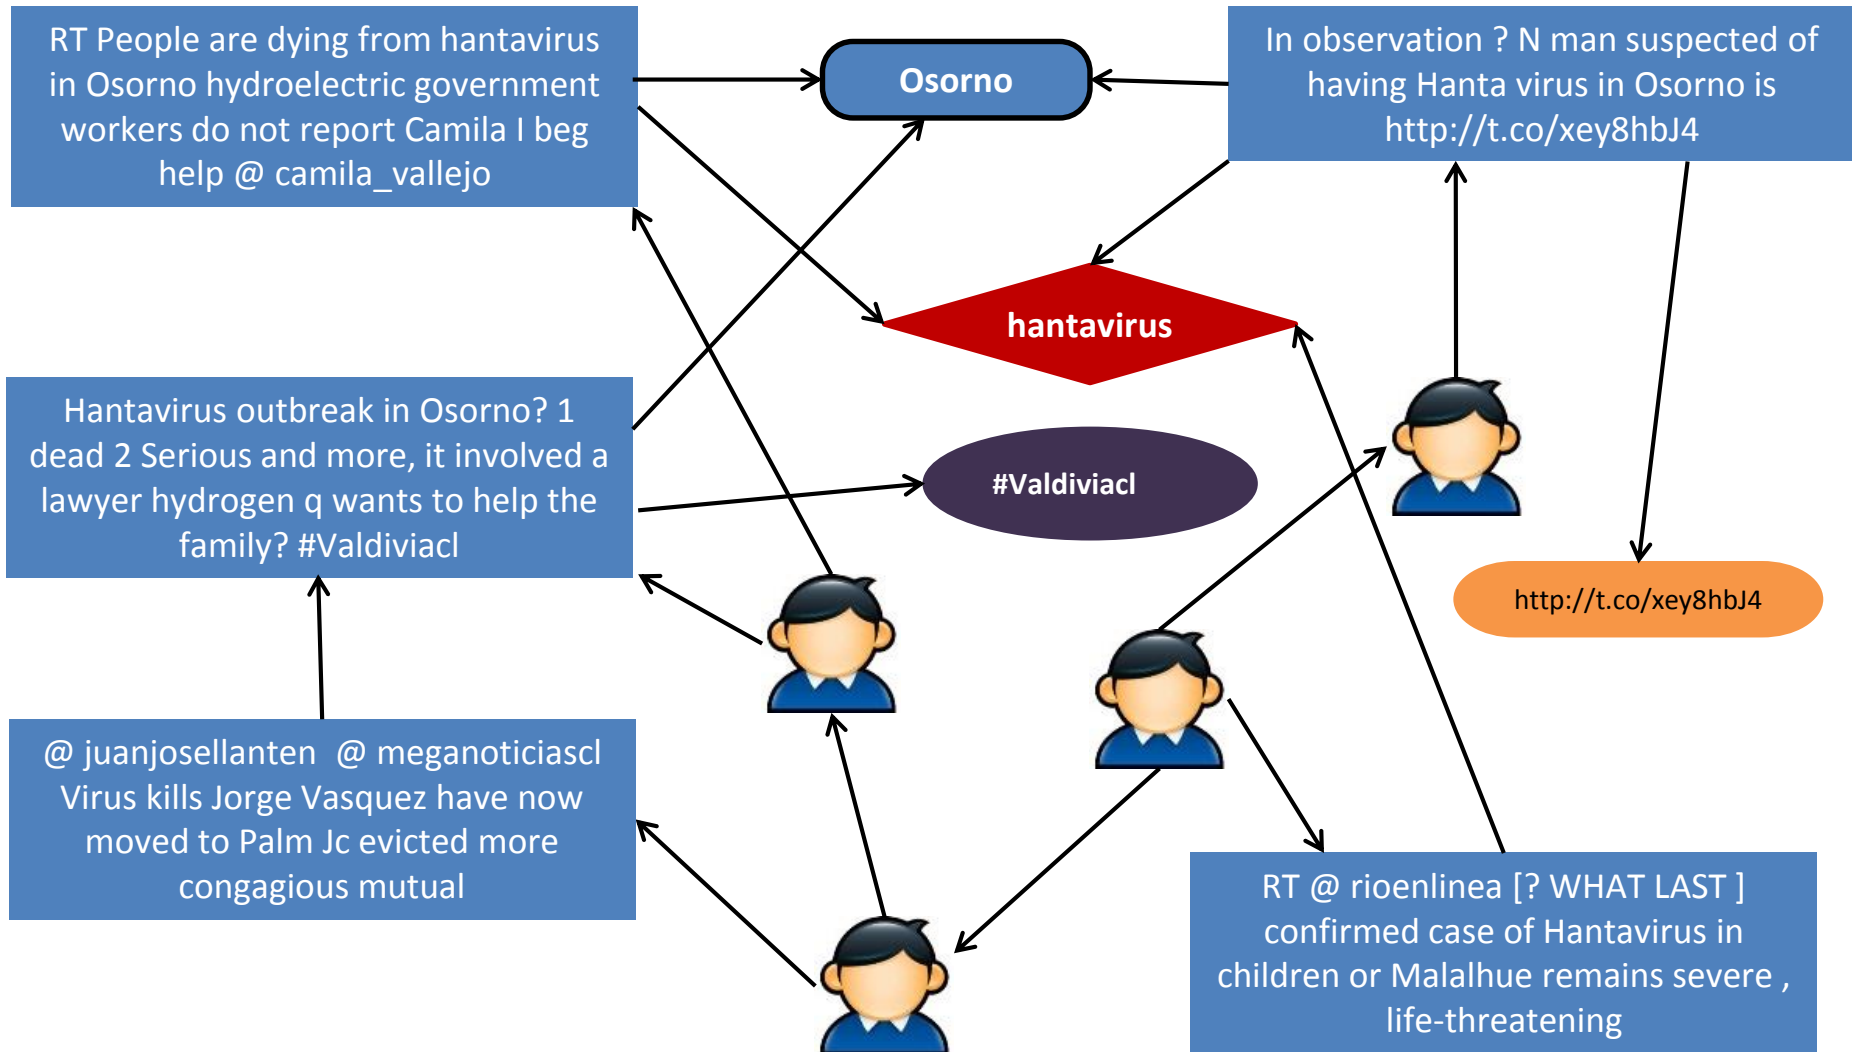 RT People are dying from hantavirus
in Osorno hydroelectric government
workers do not report Camila I beg
help @ camila_vallejo
Osorno
In observation ? N man suspected of
having Hanta virus in Osorno is
http://t.co/xey8hbJ4
hantavirus
Hantavirus outbreak in Osorno? 1
dead 2 Serious and more, it involved a
lawyer hydrogen q wants to help the
family? #Valdiviacl
#Valdiviacl
http://t.co/xey8hbJ4
@ juanjosellanten @ meganoticiascl
Virus kills Jorge Vasquez have now
moved to Palm Jc evicted more
congagious mutual
RT @ rioenlinea [? WHAT LAST ]
confirmed case of Hantavirus in
children or Malalhue remains severe ,
life-threatening